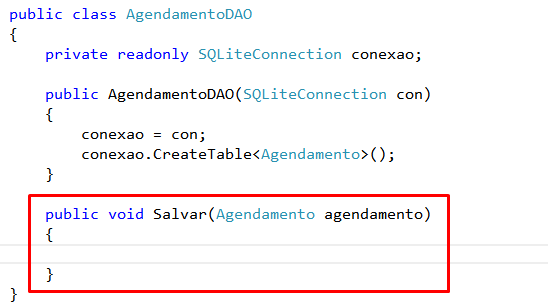 public class AgendamentoDAO
{
private readonly SQLiteConnection conexao;
public AgendamentoDAO(SQLiteConnection con)
{
conexao = con;
conexao.CreateTable<Agendamento>();
}
public void Salvar(Agendamento agendamento)
{
}
}